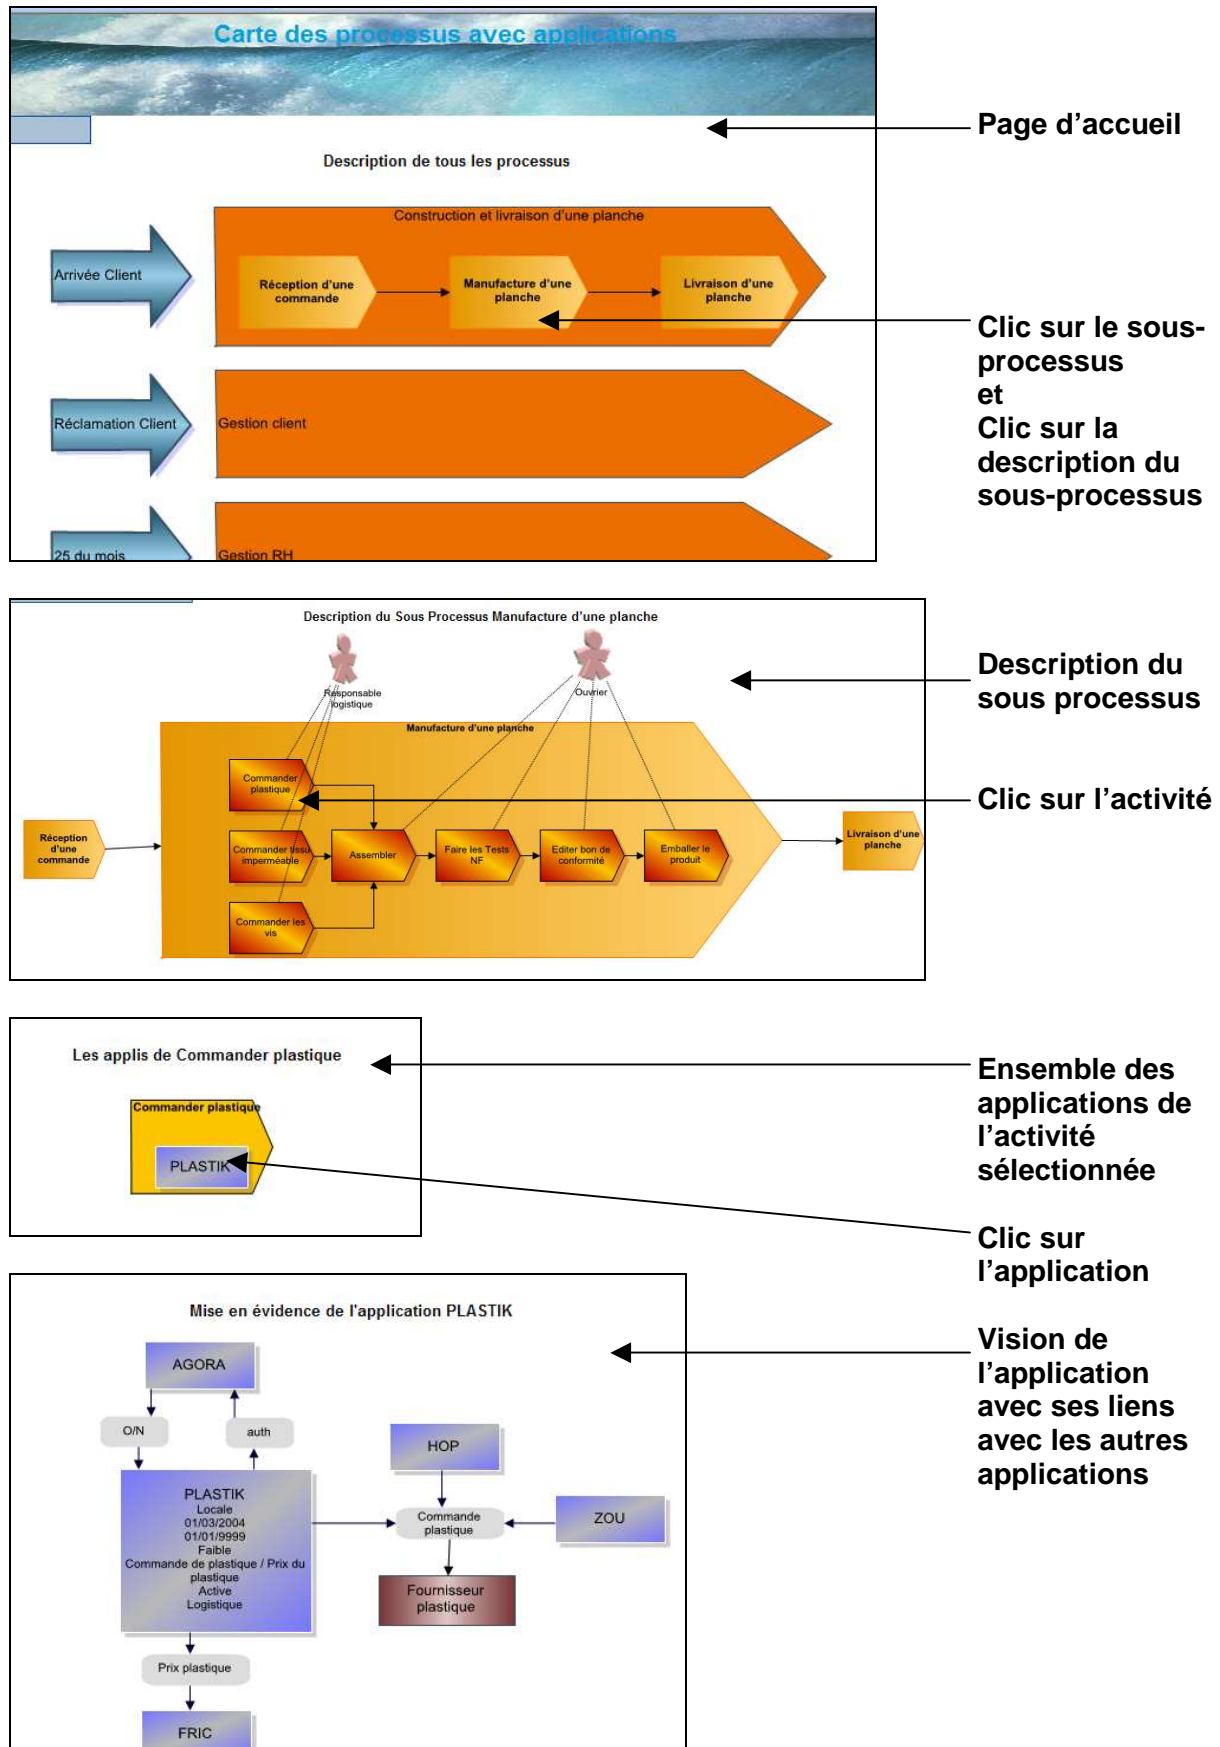 Carte des processus avec applications
Page d'accueil
Description de tous les processus
Construction et livraison d'une planche
Arrivée Client
Réception d'une
commande
Manufacture d'une
planche
Livraison d'une
planche
Clic sur le sous-
processus
et
Clic sur la
description du
sous-processus
Réclamation Client
Gestion client
25 du mois
Gestion RH
Description du Sous Processus Manufacture d'une planche
Responsable
logistique
Ouvrier
Description du
sous processus
Manufacture d'une planche
Commander
plastique
Clic sur l'activité
Réception
d'une
commande
Commander tissu
imperméable
Assembler
Faire les Tests
NF
Editer bon de
conformité
Emballer le
produit
Livraison d'une
planche
Commander les
vis
Les applis de Commander plastique
Ensemble des
applications de
l'activité
sélectionnée
Commander plastique
PLASTIK
Clic sur
l'application
Mise en évidence de l'application PLASTIK
Vision de
l'application
avec ses liens
avec les autres
applications
AGORA
O/N
auth
HOP
PLASTIK
Locale
01/03/2004
01/01/9999
Faible
Commande de plastique / Prix du
plastique
Active
Logistique
Commande
plastique
ZOU
Fournisseur
plastique
Prix plastique
FRIC